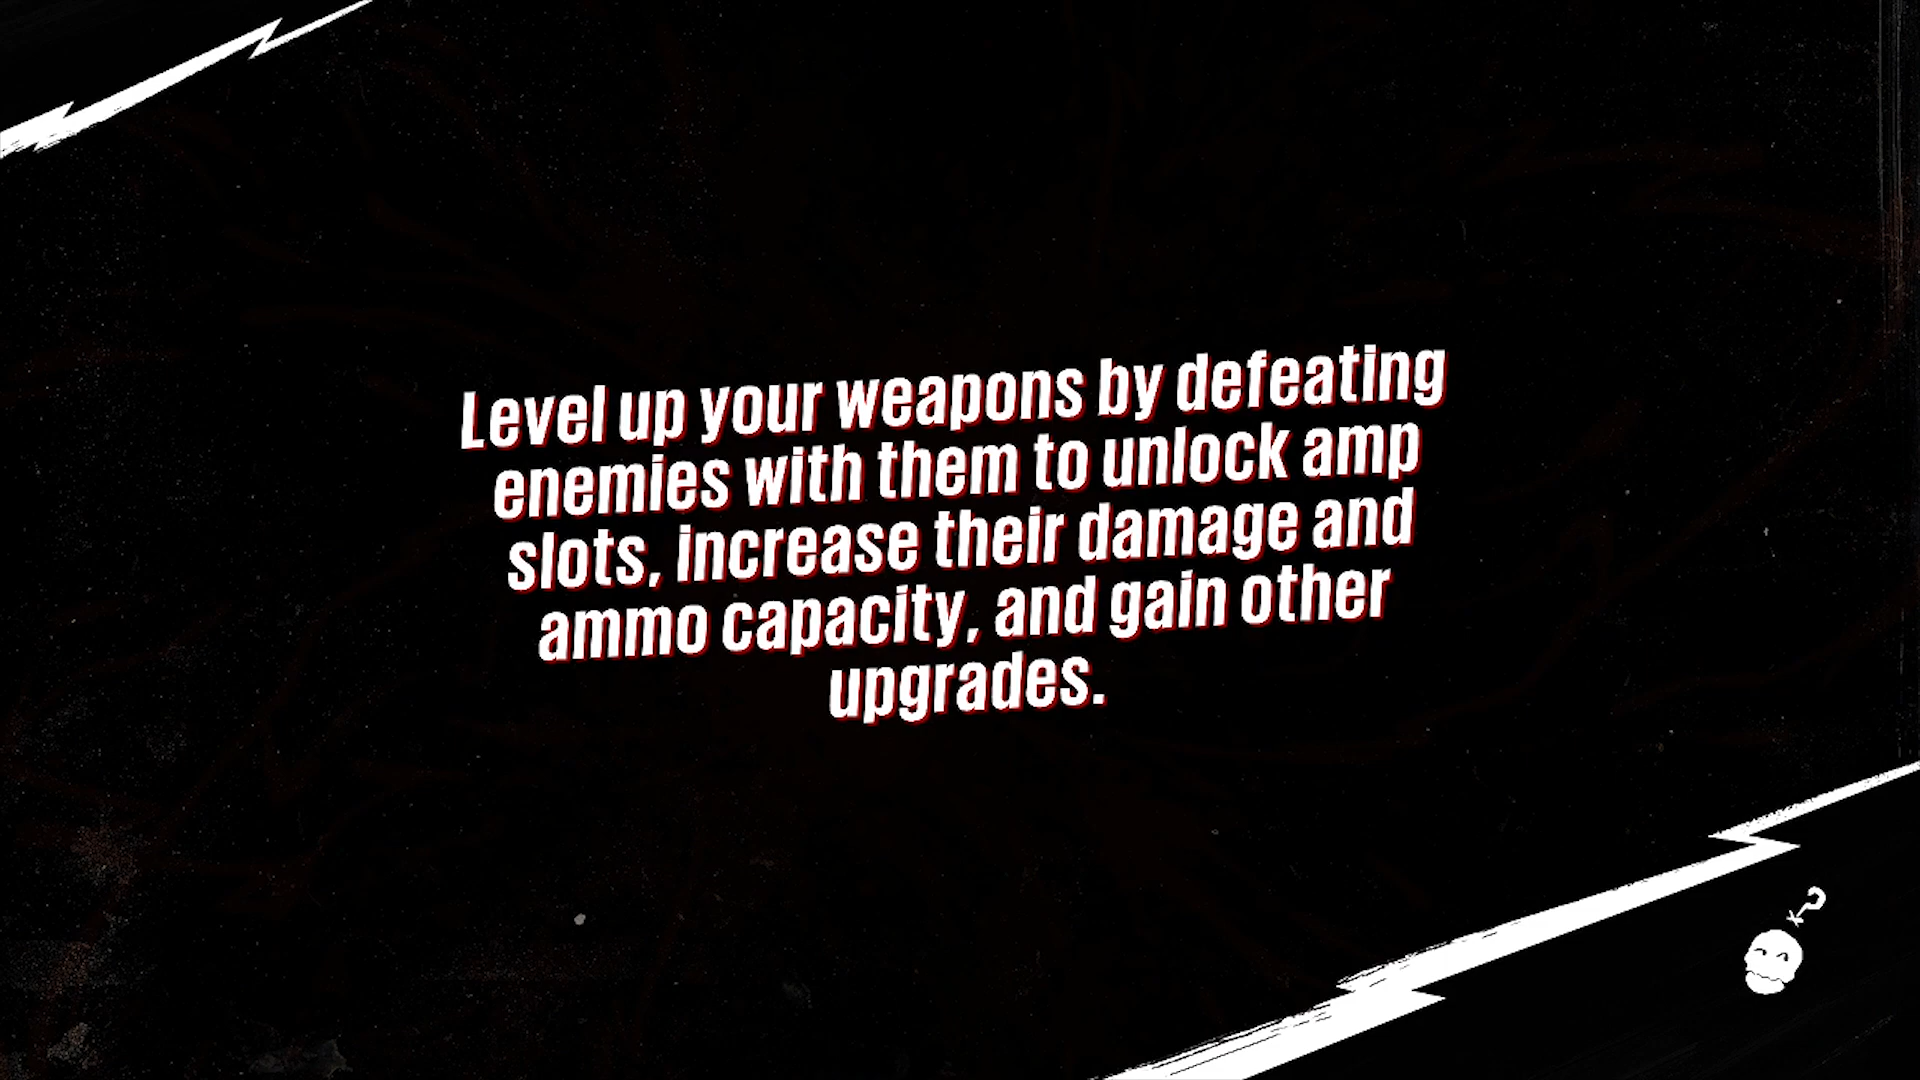 Level up your weapons by defeating
enemies with them to unlock amp
slots, increase their damage and
ammo capacity, and gain other
upgrades.